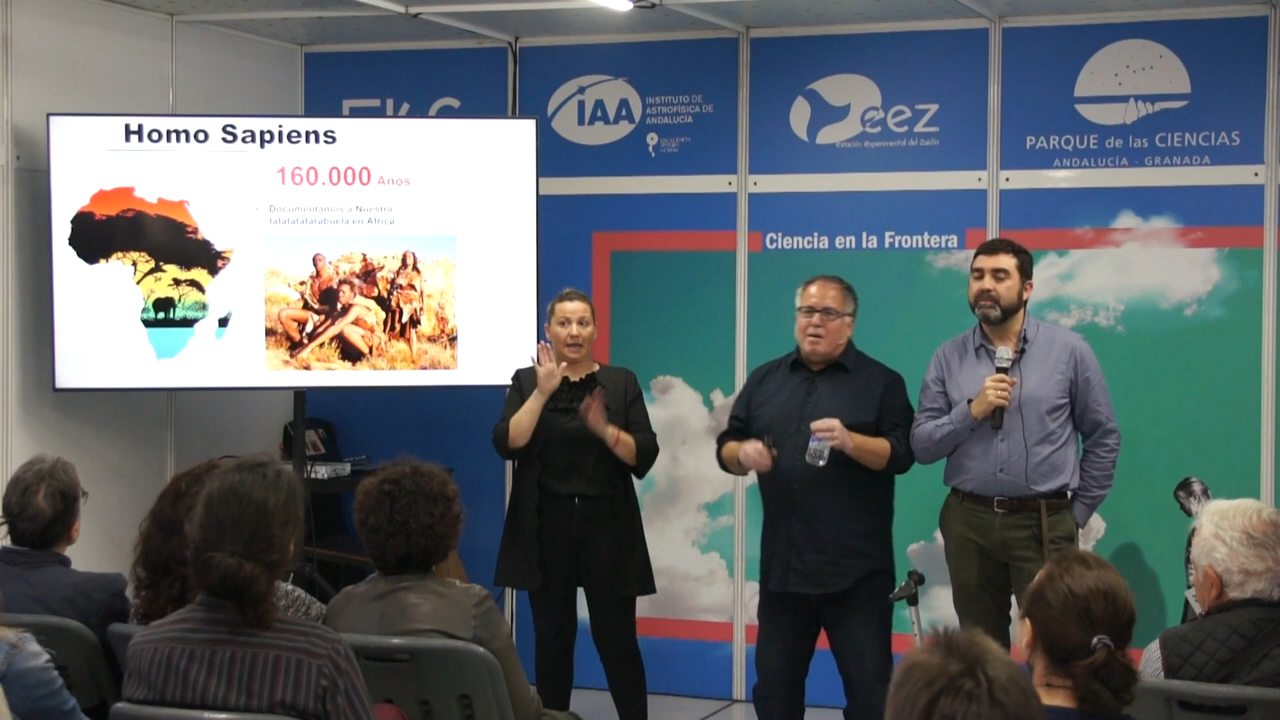 Homo Sapiens
160.000 Anos
• Documentamos a Nuestra
tatatatatarabuela en África
IAA
INSTITUTO DE
ASTROFÍSICA DE
ANDALUCÍA
eez
Estación Experimental del Zaidín
PARQUE de las CIENCIAS
ANDALUCÍA - GRANADA
Ciencia en la Frontera